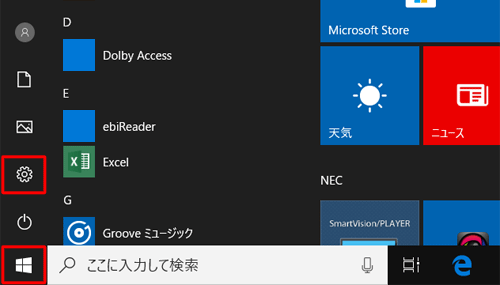 D
Dolby Access
E
ebiReader
Excel
G
Groove ミュージック
Microsoft Store
天気
ニュース
NEC
SmartVision/PLAYER
ここに入力して検索